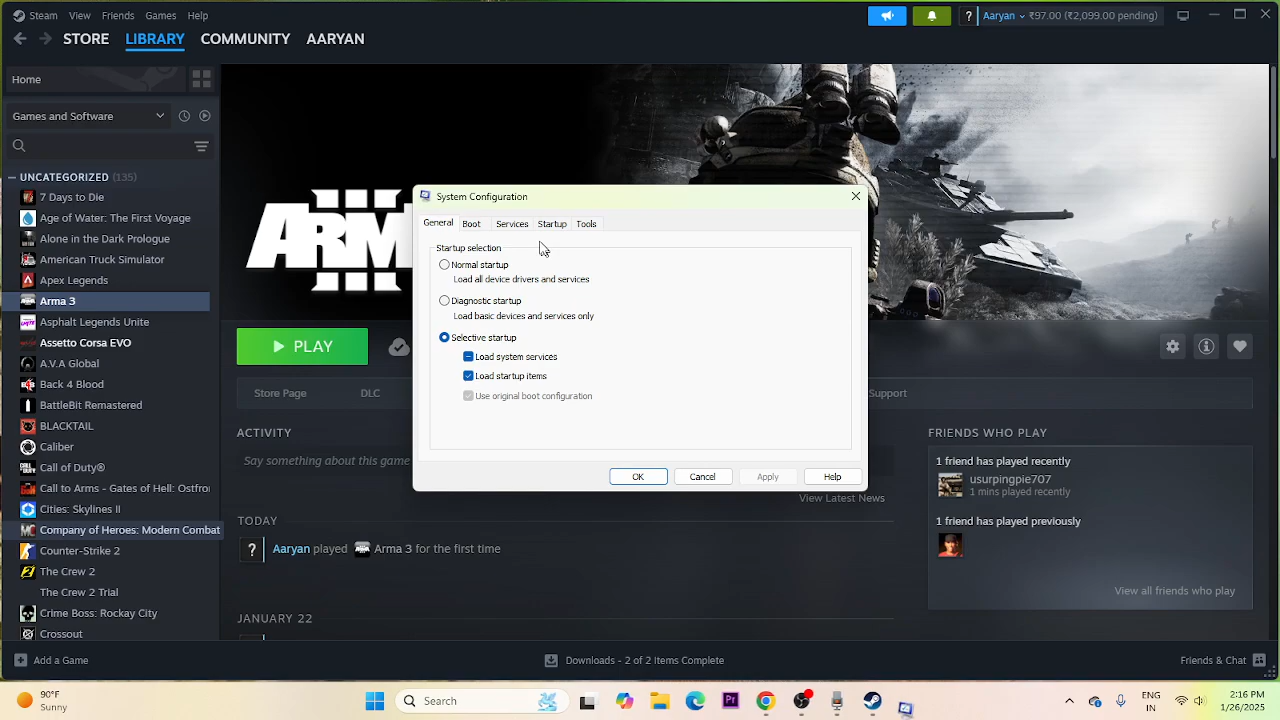 Steam View Friends Games Help
? Aaryan ₹97.00 (₹2,099.00 pending)
STORE LIBRARY COMMUNITY AARYAN
Home
Games and Software
UNCATEGORIZED (135)
7 Days to Die
Age of Water: The First Voyage
Alone in the Dark Prologue
American Truck Simulator
Apex Legends
Arma 3
Asphalt Legends Unite
Assetto Corsa EVO
A.V.A Global
Back 4 Blood
BattleBit Remastered
BLACKTAIL
Caliber
Call of Duty®
Call to Arms - Gates of Hell: Ostfro
Cities: Skylines II
Company of Heroes: Modern Combat
Counter-Strike 2
The Crew 2
The Crew 2 Trial
Crime Boss: Rockay City
Crossout
ARM
III
System Configuration
General Boot Services Startup Tools
Startup selection
Normal startup
Load all device drivers and services
Diagnostic startup
Load basic devices and services only
Selective startup
Load system services
Load startup items
Use original boot configuration
OK Cancel Apply Help
PLAY
Store Page DLC Support
ACTIVITY
Say something about this game
View Latest News
TODAY
? Aaryan played Arma 3 for the first time
JANUARY 22
FRIENDS WHO PLAY
1 friend has played recently
usurpingpie707
1 mins played recently
1 friend has played previously
View all friends who play
Add a Game Downloads - 2 of 2 Items Complete Friends & Chat
90°F
Sunny
Search
Pr
ENG
IN
2:16 PM
1/26/2025